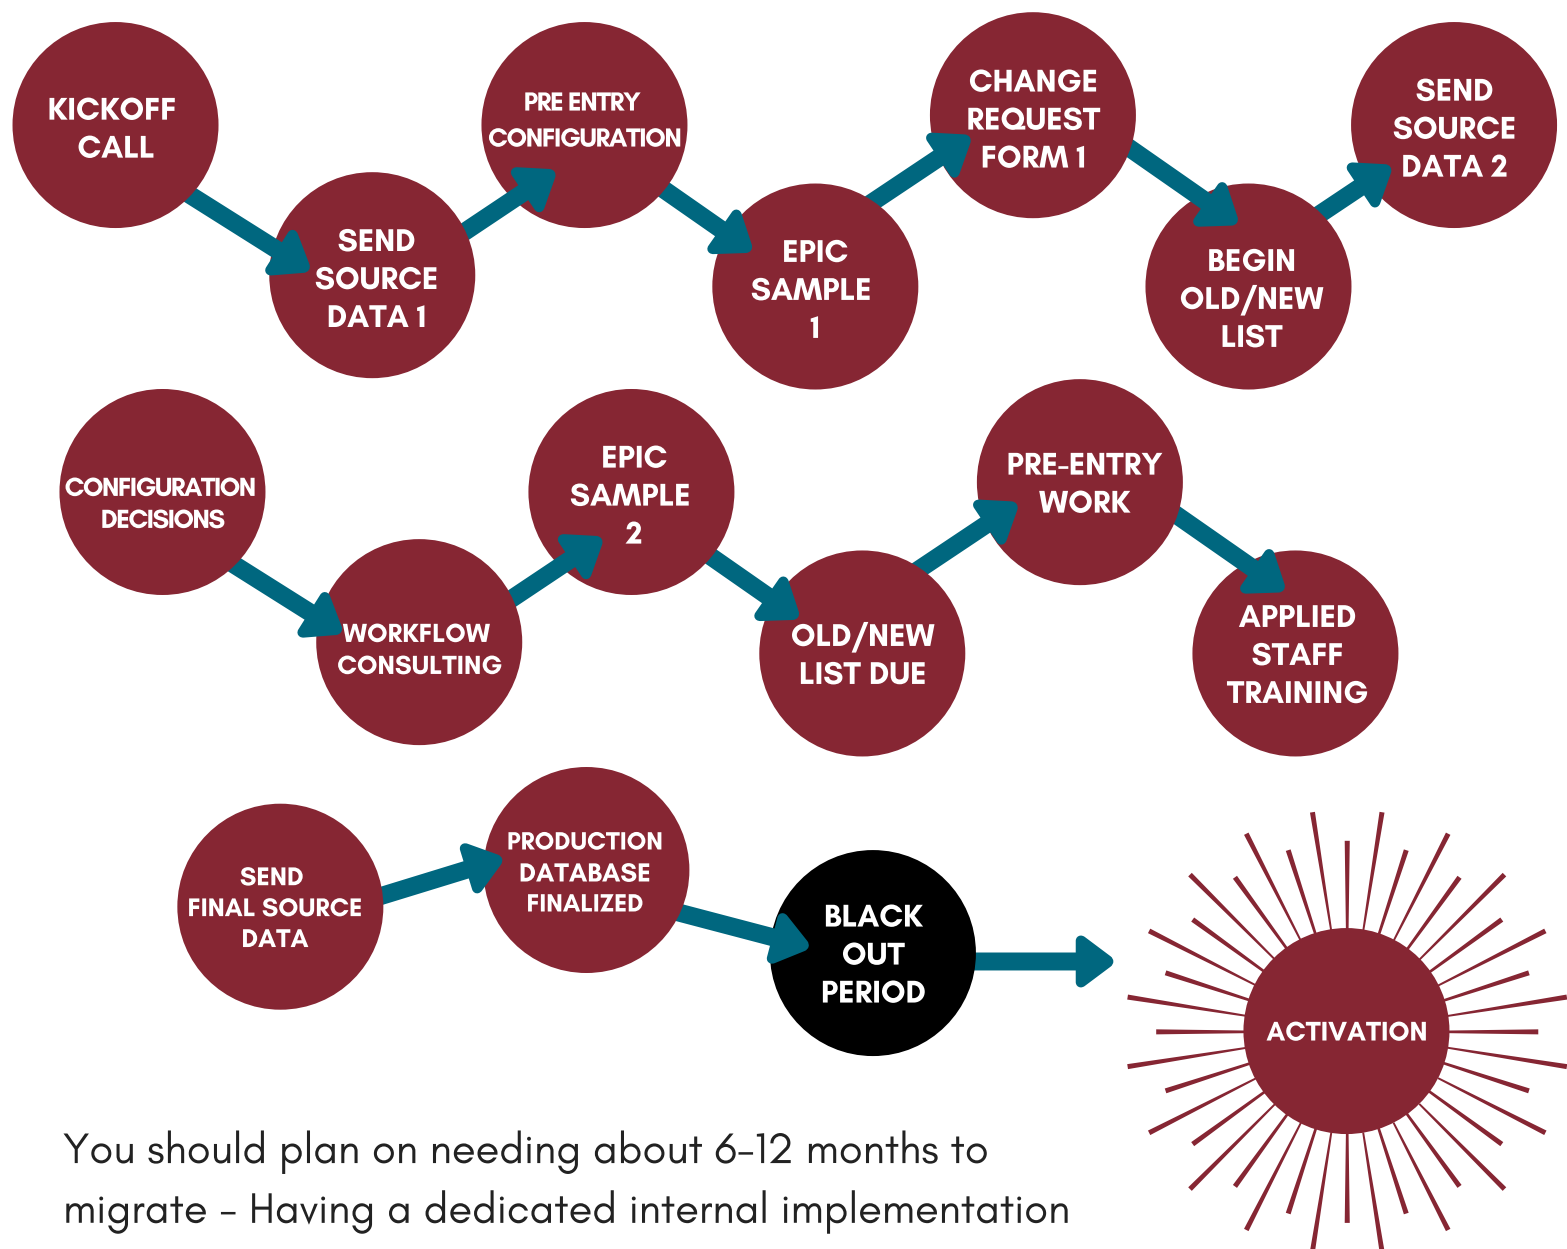 KICKOFF
CALL
SEND
SOURCE
DATA 1
PRE ENTRY
CONFIGURATION
EPIC
SAMPLE
1
CHANGE
REQUEST
FORM 1
BEGIN
OLD/NEW
LIST
SEND
SOURCE
DATA 2
CONFIGURATION
DECISIONS
WORKFLOW
CONSULTING
EPIC
SAMPLE
2
OLD/NEW
LIST DUE
PRE-ENTRY
WORK
APPLIED
STAFF
TRAINING
SEND
FINAL SOURCE
DATA
PRODUCTION
DATABASE
FINALIZED
BLACK
OUT
PERIOD
ACTIVATION
You should plan on needing about 6-12 months to
migrate - Having a dedicated internal implementation